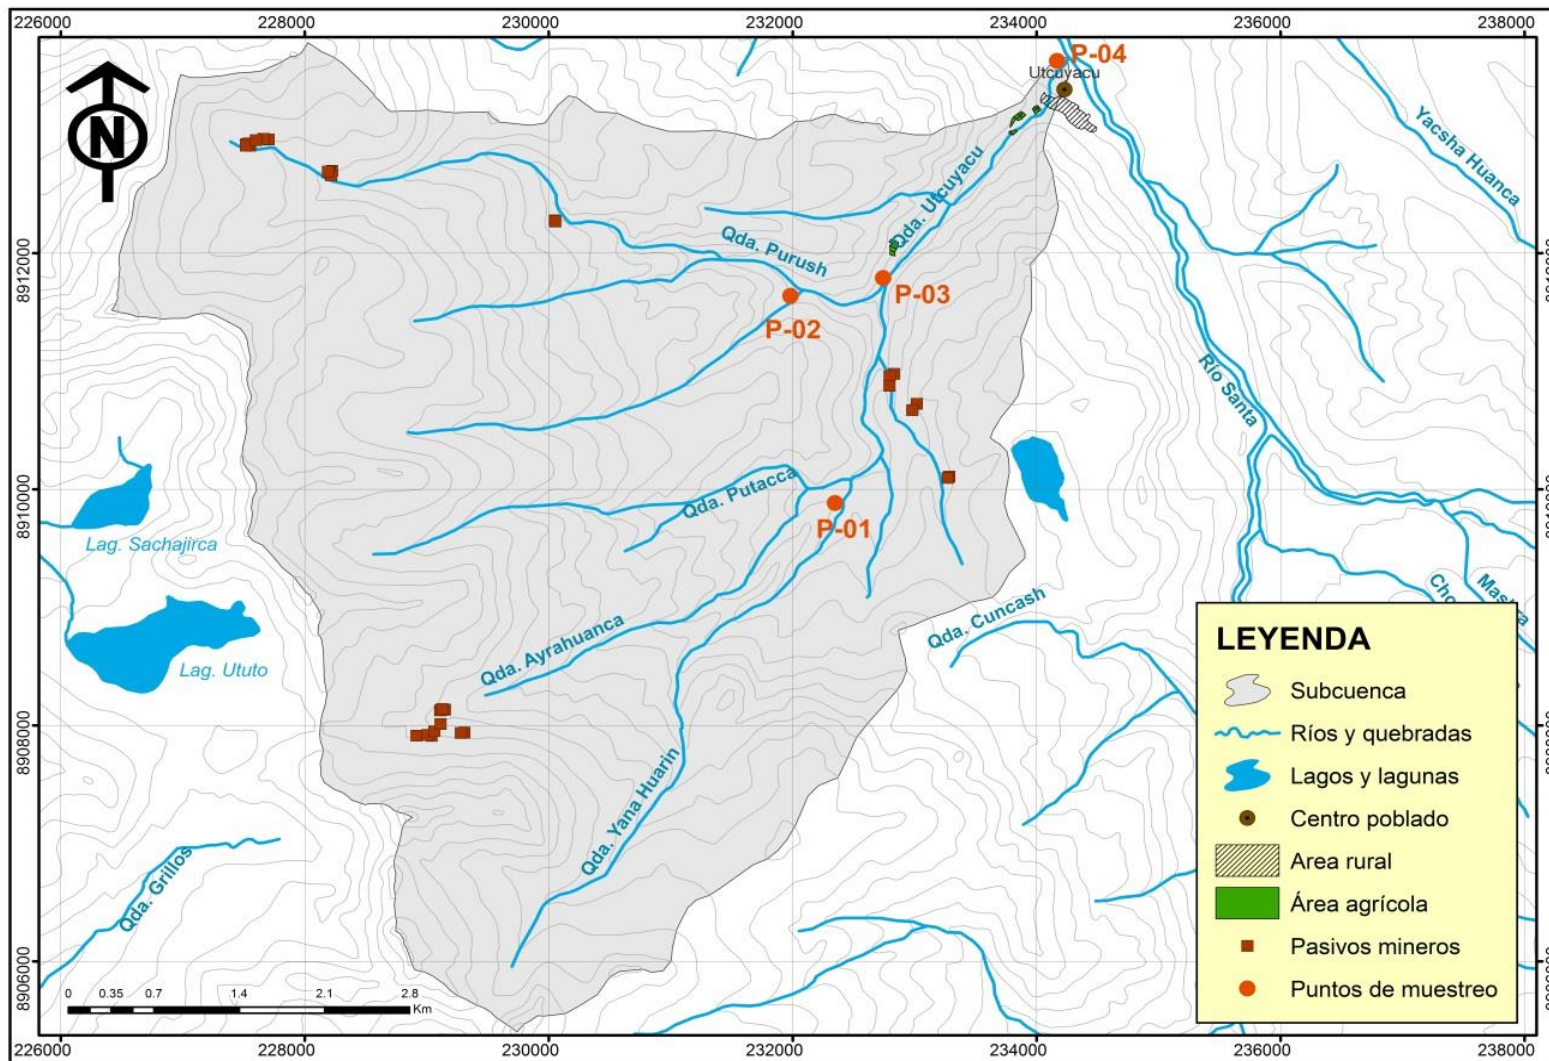 226000 228000 230000 232000 234000 236000 238000
N
P-04
Utcuyacu
Yacsha Huanca
Qda. Utcuyacu
Qda. Purush
8912000
P-03
P-02
Río Santa
Qda. Putacca
8910000
P-01
Lag. Sachajirca
Qda. Cuncash
Mastra
Qda. Ayrahuanca
Lag. Ututo
8908000
Qda. Yana Huarin
Qda. Grillos
8906000
0 0.35 0.7 1.4 2.1 2.8
Km
LEYENDA
Subcuenca
Ríos y quebradas
Lagos y lagunas
Centro poblado
Area rural
Área agrícola
Pasivos mineros
Puntos de muestreo
226000 228000 230000 232000 234000 236000 238000